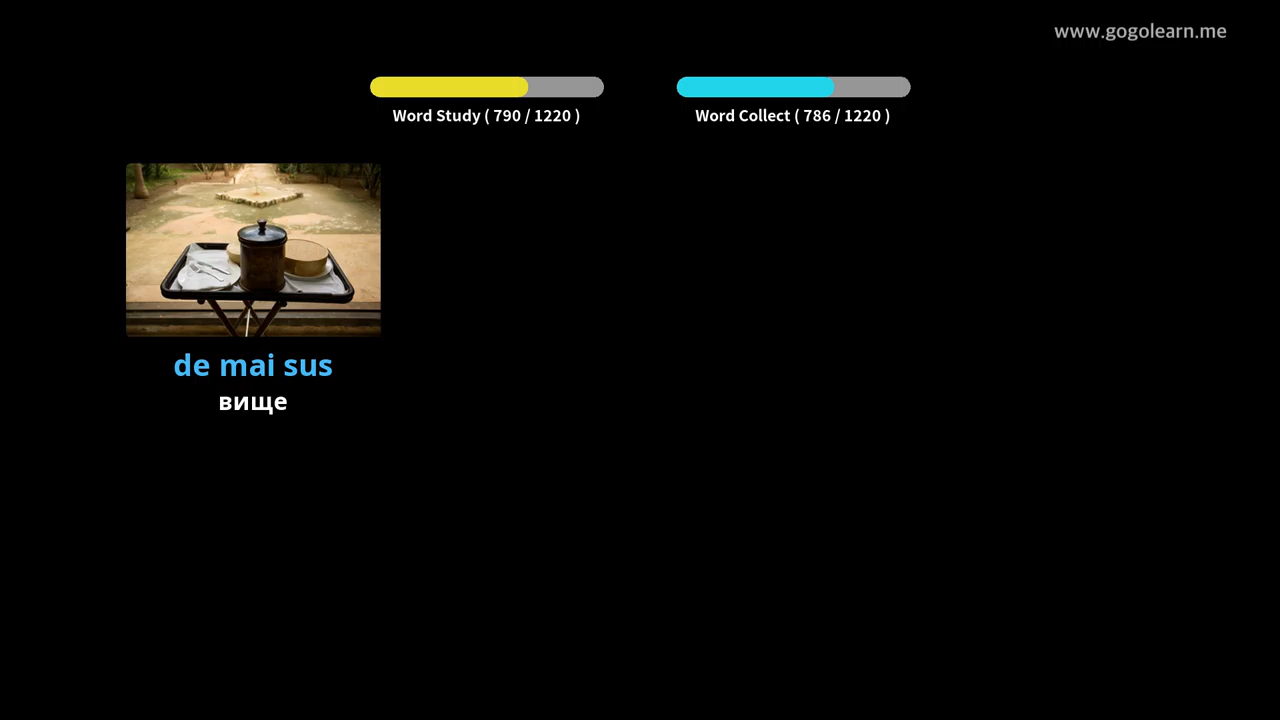 www.gogolearn.me
Word Study ( 790 / 1220 )
Word Collect ( 786 / 1220 )
de mai sus
вище